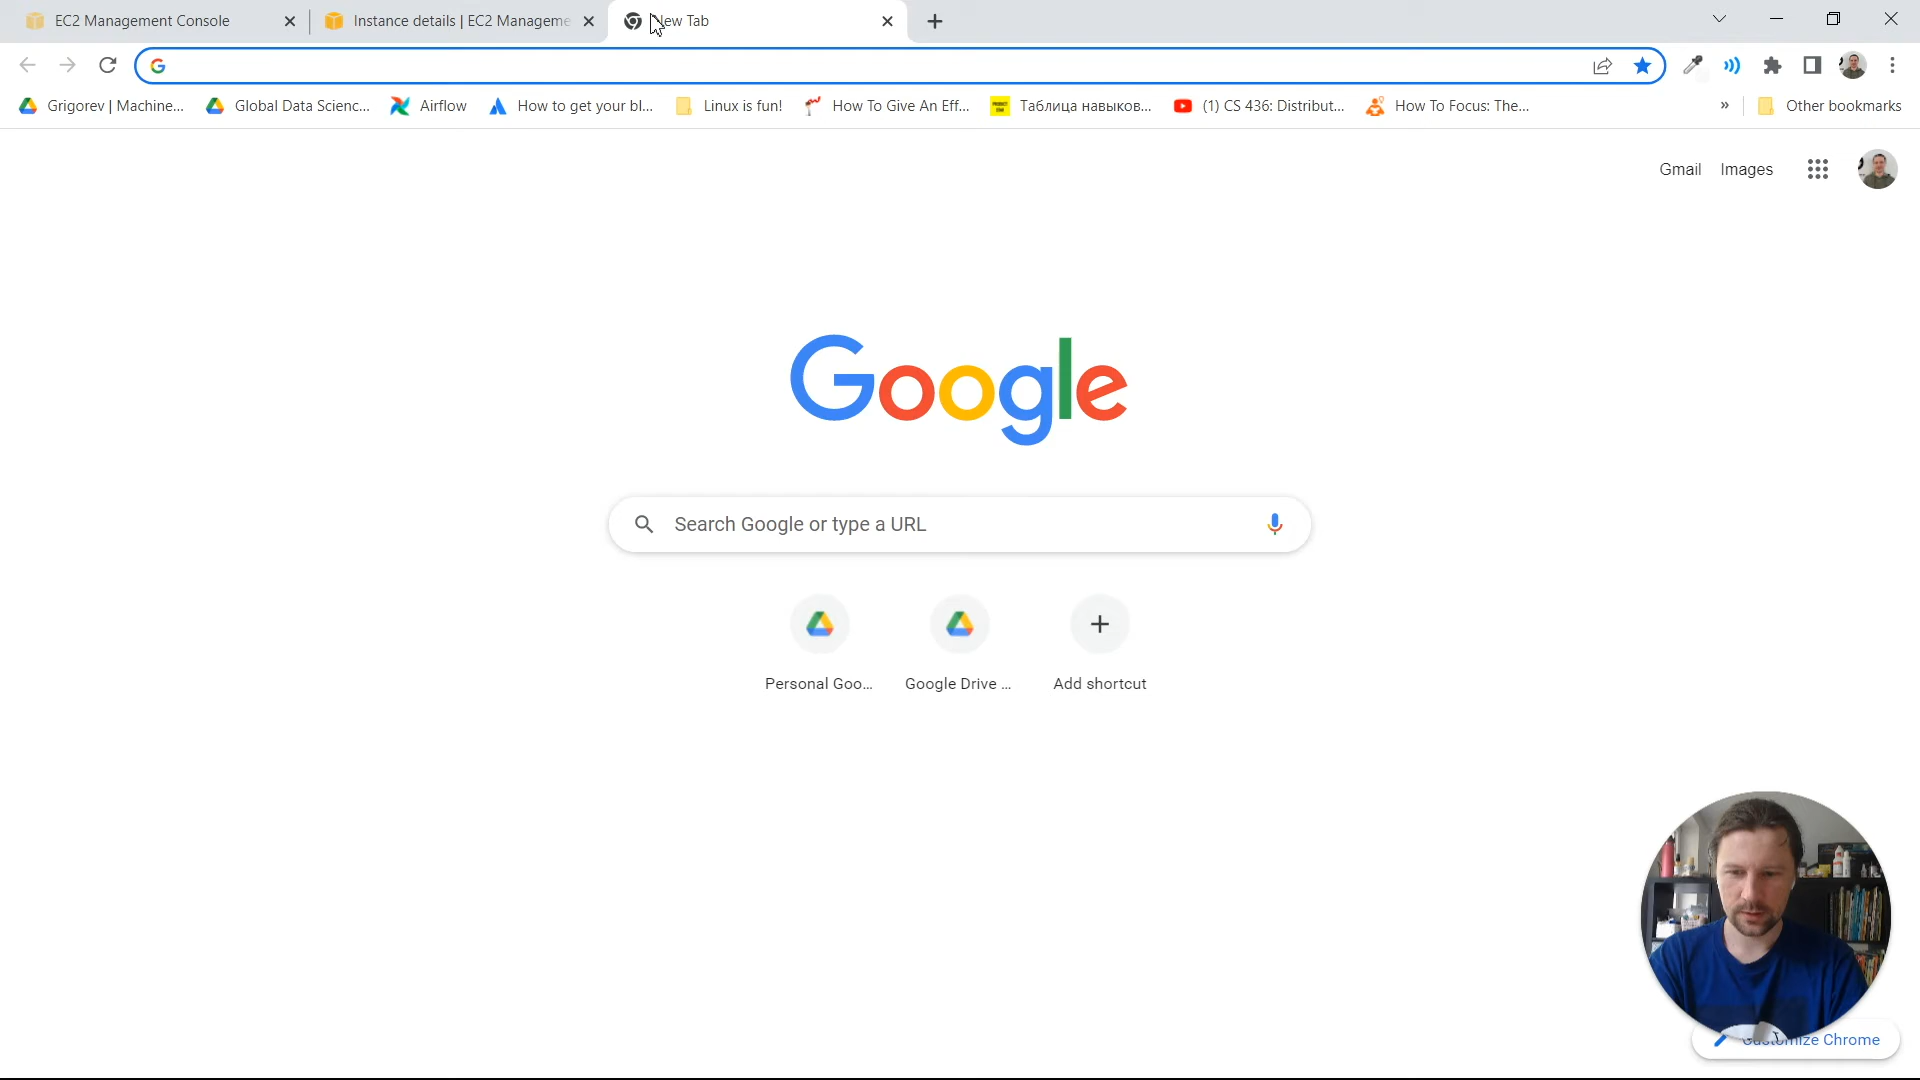 EC2 Management Console
Instance details | EC2 Manageme
New Tab
Grigorev | Machine...
Global Data Scienc...
Airflow
How to get your bl...
Linux is fun!
How To Give An Eff...
Таблица навыков...
(1) CS 436: Distribut...
How To Focus: The...
»
Other bookmarks
Gmail
Images
Google
Search Google or type a URL
Personal Goo...
Google Drive ...
Add shortcut
Customize Chrome